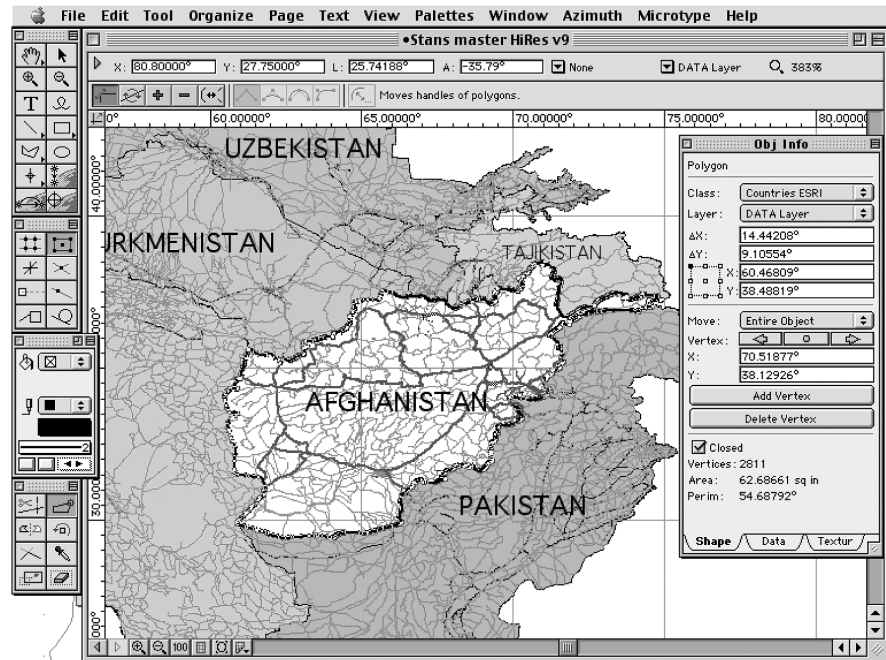 File Edit Tool Organize Page Text View Palettes Window Azimuth Microtype Help
•Stans master HiRes v9
X: 80.80000° Y: 27.75000° L: 25.74188° A: -35.79° None DATA Layer 383%
Moves handles of polygons.
0° 60.00000° 65.00000° 70.00000° 75.00000° 80.00000
40.00000°
30.00000°
UZBEKISTAN
URKMENISTAN
TAJIKISTAN
AFGHANISTAN
PAKISTAN
T
2
100
Obj Info
Polygon
Class: Countries ESRI
Layer: DATA Layer
ΔX: 14.44208°
ΔY: 9.10554°
X: 60.46809°
Y: 38.48819°
Move: Entire Object
Vertex:
X: 70.51877°
Y: 38.12926°
Add Vertex
Delete Vertex
Closed
Vertices: 2811
Area: 62.68661 sq in
Perim: 54.68792°
Shape Data Textur